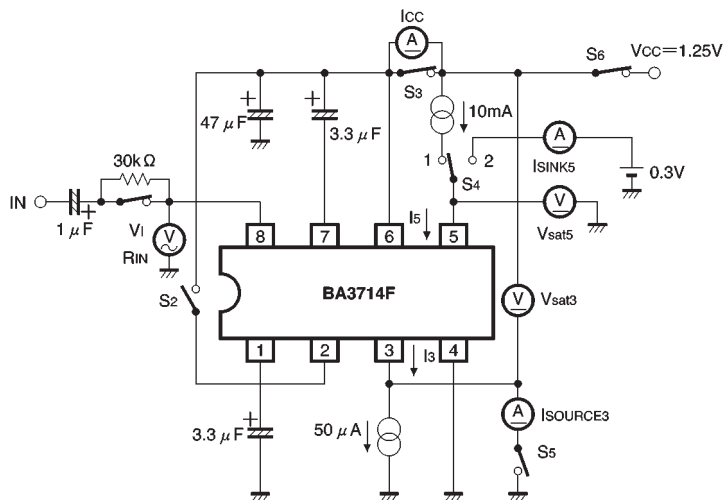 ICC
A
S3
S6
VCC=1.25V
47 μF
3.3 μF
10mA
1
2
S4
A
ISINK5
0.3V
30kΩ
IN
1 μF
VI
V
RIN
I5
V
Vsat5
8
7
6
5
BA3714F
S2
V
Vsat3
1
2
3
4
I3
3.3 μF
50 μA
A
ISOURCE3
S5
+
+
+
+